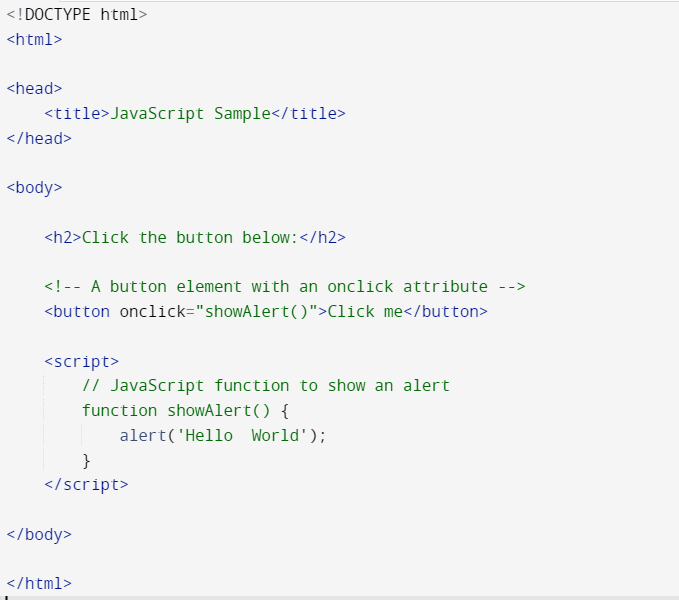 <!DOCTYPE html>
<html>
<head>
    <title>JavaScript Sample</title>
</head>
<body>
    <h2>Click the button below:</h2>
    <!-- A button element with an onclick attribute -->
    <button onclick="showAlert()">Click me</button>
    <script>
        // JavaScript function to show an alert
        function showAlert() {
            alert('Hello  World');
        }
    </script>
</body>
</html>